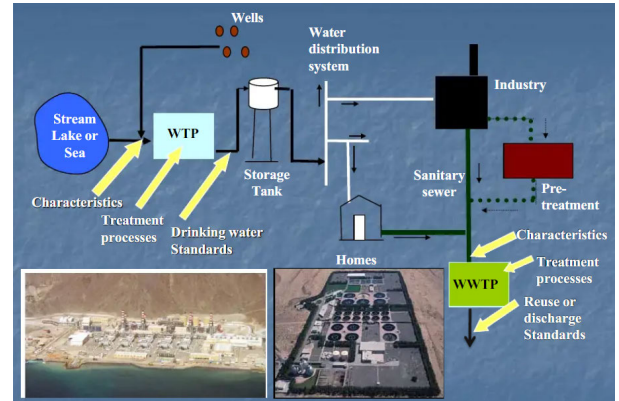 Wells
Water
distribution
system
Industry
Stream
Lake or
Sea
WTP
Storage
Tank
Sanitary
sewer
Pre-
treatment
Characteristics
Treatment
processes
Drinking water
Standards
Homes
Characteristics
Treatment
processes
WWTP
Reuse or
discharge
Standards